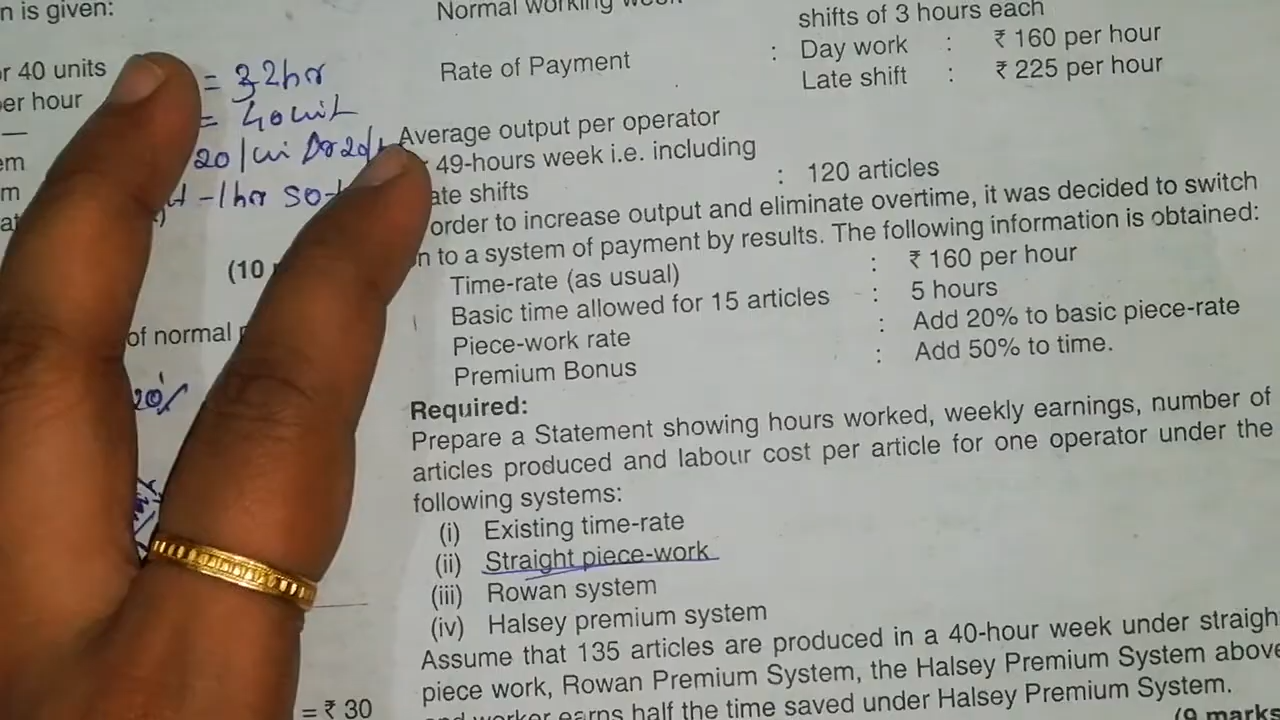 n is given:
Normal working
shifts of 3 hours each
r 40 units
er hour
= 32hr
= 40 unit
Rate of Payment : Day work : ₹ 160 per hour
Late shift : ₹ 225 per hour
em
m
Average output per operator
49-hours week i.e. including
ate shifts : 120 articles
order to increase output and eliminate overtime, it was decided to switch
n to a system of payment by results. The following information is obtained:
(10
Time-rate (as usual) : ₹ 160 per hour
Basic time allowed for 15 articles : 5 hours
Piece-work rate : Add 20% to basic piece-rate
Premium Bonus : Add 50% to time.
of normal
20%
Required:
Prepare a Statement showing hours worked, weekly earnings, number of
articles produced and labour cost per article for one operator under the
following systems:
(i) Existing time-rate
(ii) Straight piece-work
(iii) Rowan system
(iv) Halsey premium system
Assume that 135 articles are produced in a 40-hour week under straigh
piece work, Rowan Premium System, the Halsey Premium System above
worker earns half the time saved under Halsey Premium System.
= ₹ 30
(9 marks